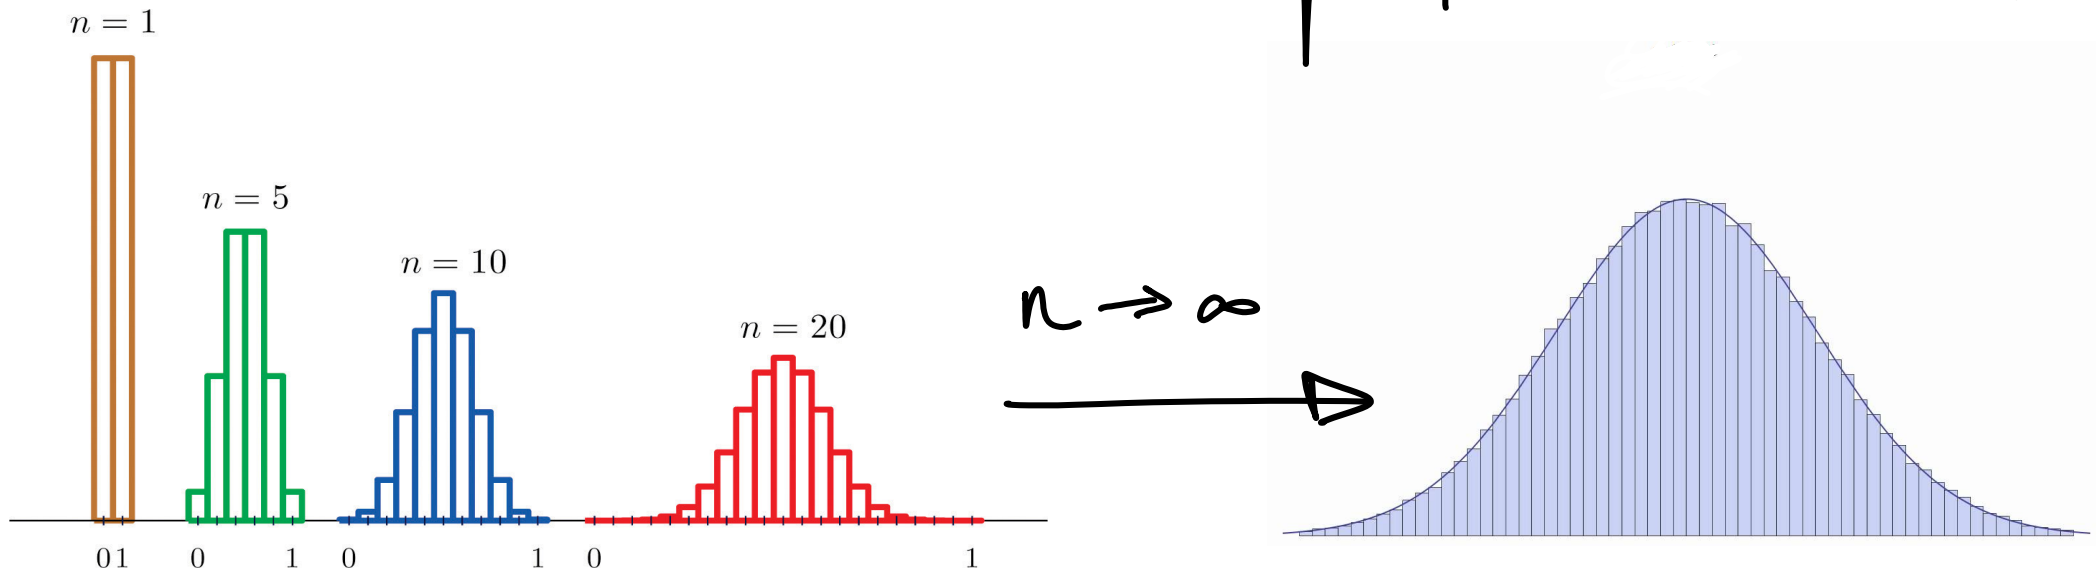 n = 1
n = 5
n = 10
n = 20
n → ∞
0 1
0 1
0 1
0 1